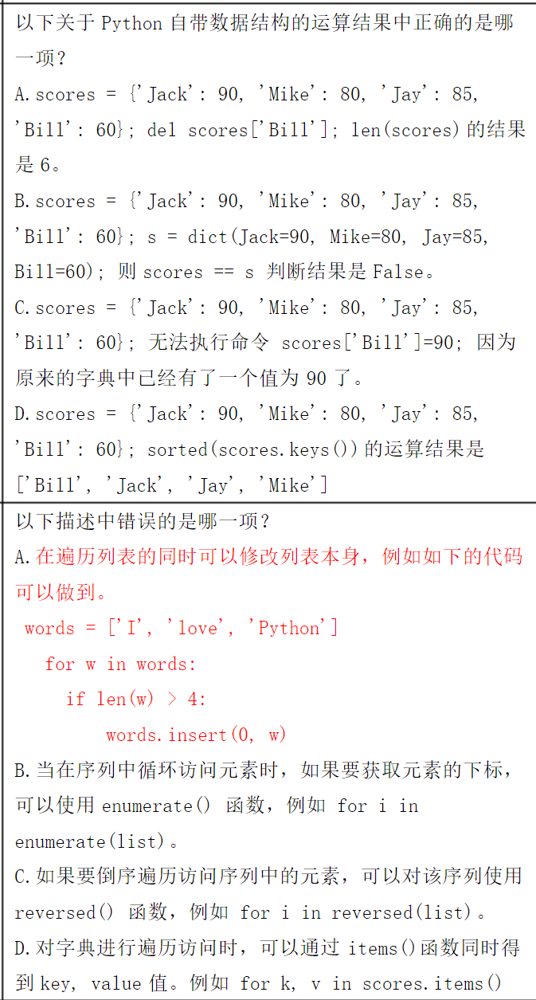 以下关于 Python 自带数据结构的运算结果中正确的是哪
一项？
A.scores = {'Jack': 90, 'Mike': 80, 'Jay': 85,
'Bill': 60}; del scores['Bill']; len(scores)的结果
是 6。
B.scores = {'Jack': 90, 'Mike': 80, 'Jay': 85,
'Bill': 60}; s = dict(Jack=90, Mike=80, Jay=85,
Bill=60); 则 scores == s 判断结果是 False。
C.scores = {'Jack': 90, 'Mike': 80, 'Jay': 85,
'Bill': 60}; 无法执行命令 scores['Bill']=90; 因为
原来的字典中已经有了一个值为 90 了。
D.scores = {'Jack': 90, 'Mike': 80, 'Jay': 85,
'Bill': 60}; sorted(scores.keys())的运算结果是
['Bill', 'Jack', 'Jay', 'Mike']
以下描述中错误的是哪一项？
A.在遍历列表的同时可以修改列表本身，例如如下的代码
可以做到。
words = ['I', 'love', 'Python']
for w in words:
if len(w) > 4:
words.insert(0, w)
B.当在序列中循环访问元素时，如果要获取元素的下标，
可以使用 enumerate() 函数，例如 for i in
enumerate(list)。
C.如果要倒序遍历访问序列中的元素，可以对该序列使用
reversed() 函数，例如 for i in reversed(list)。
D.对字典进行遍历访问时，可以通过 items()函数同时得
到 key, value 值。例如 for k, v in scores.items()